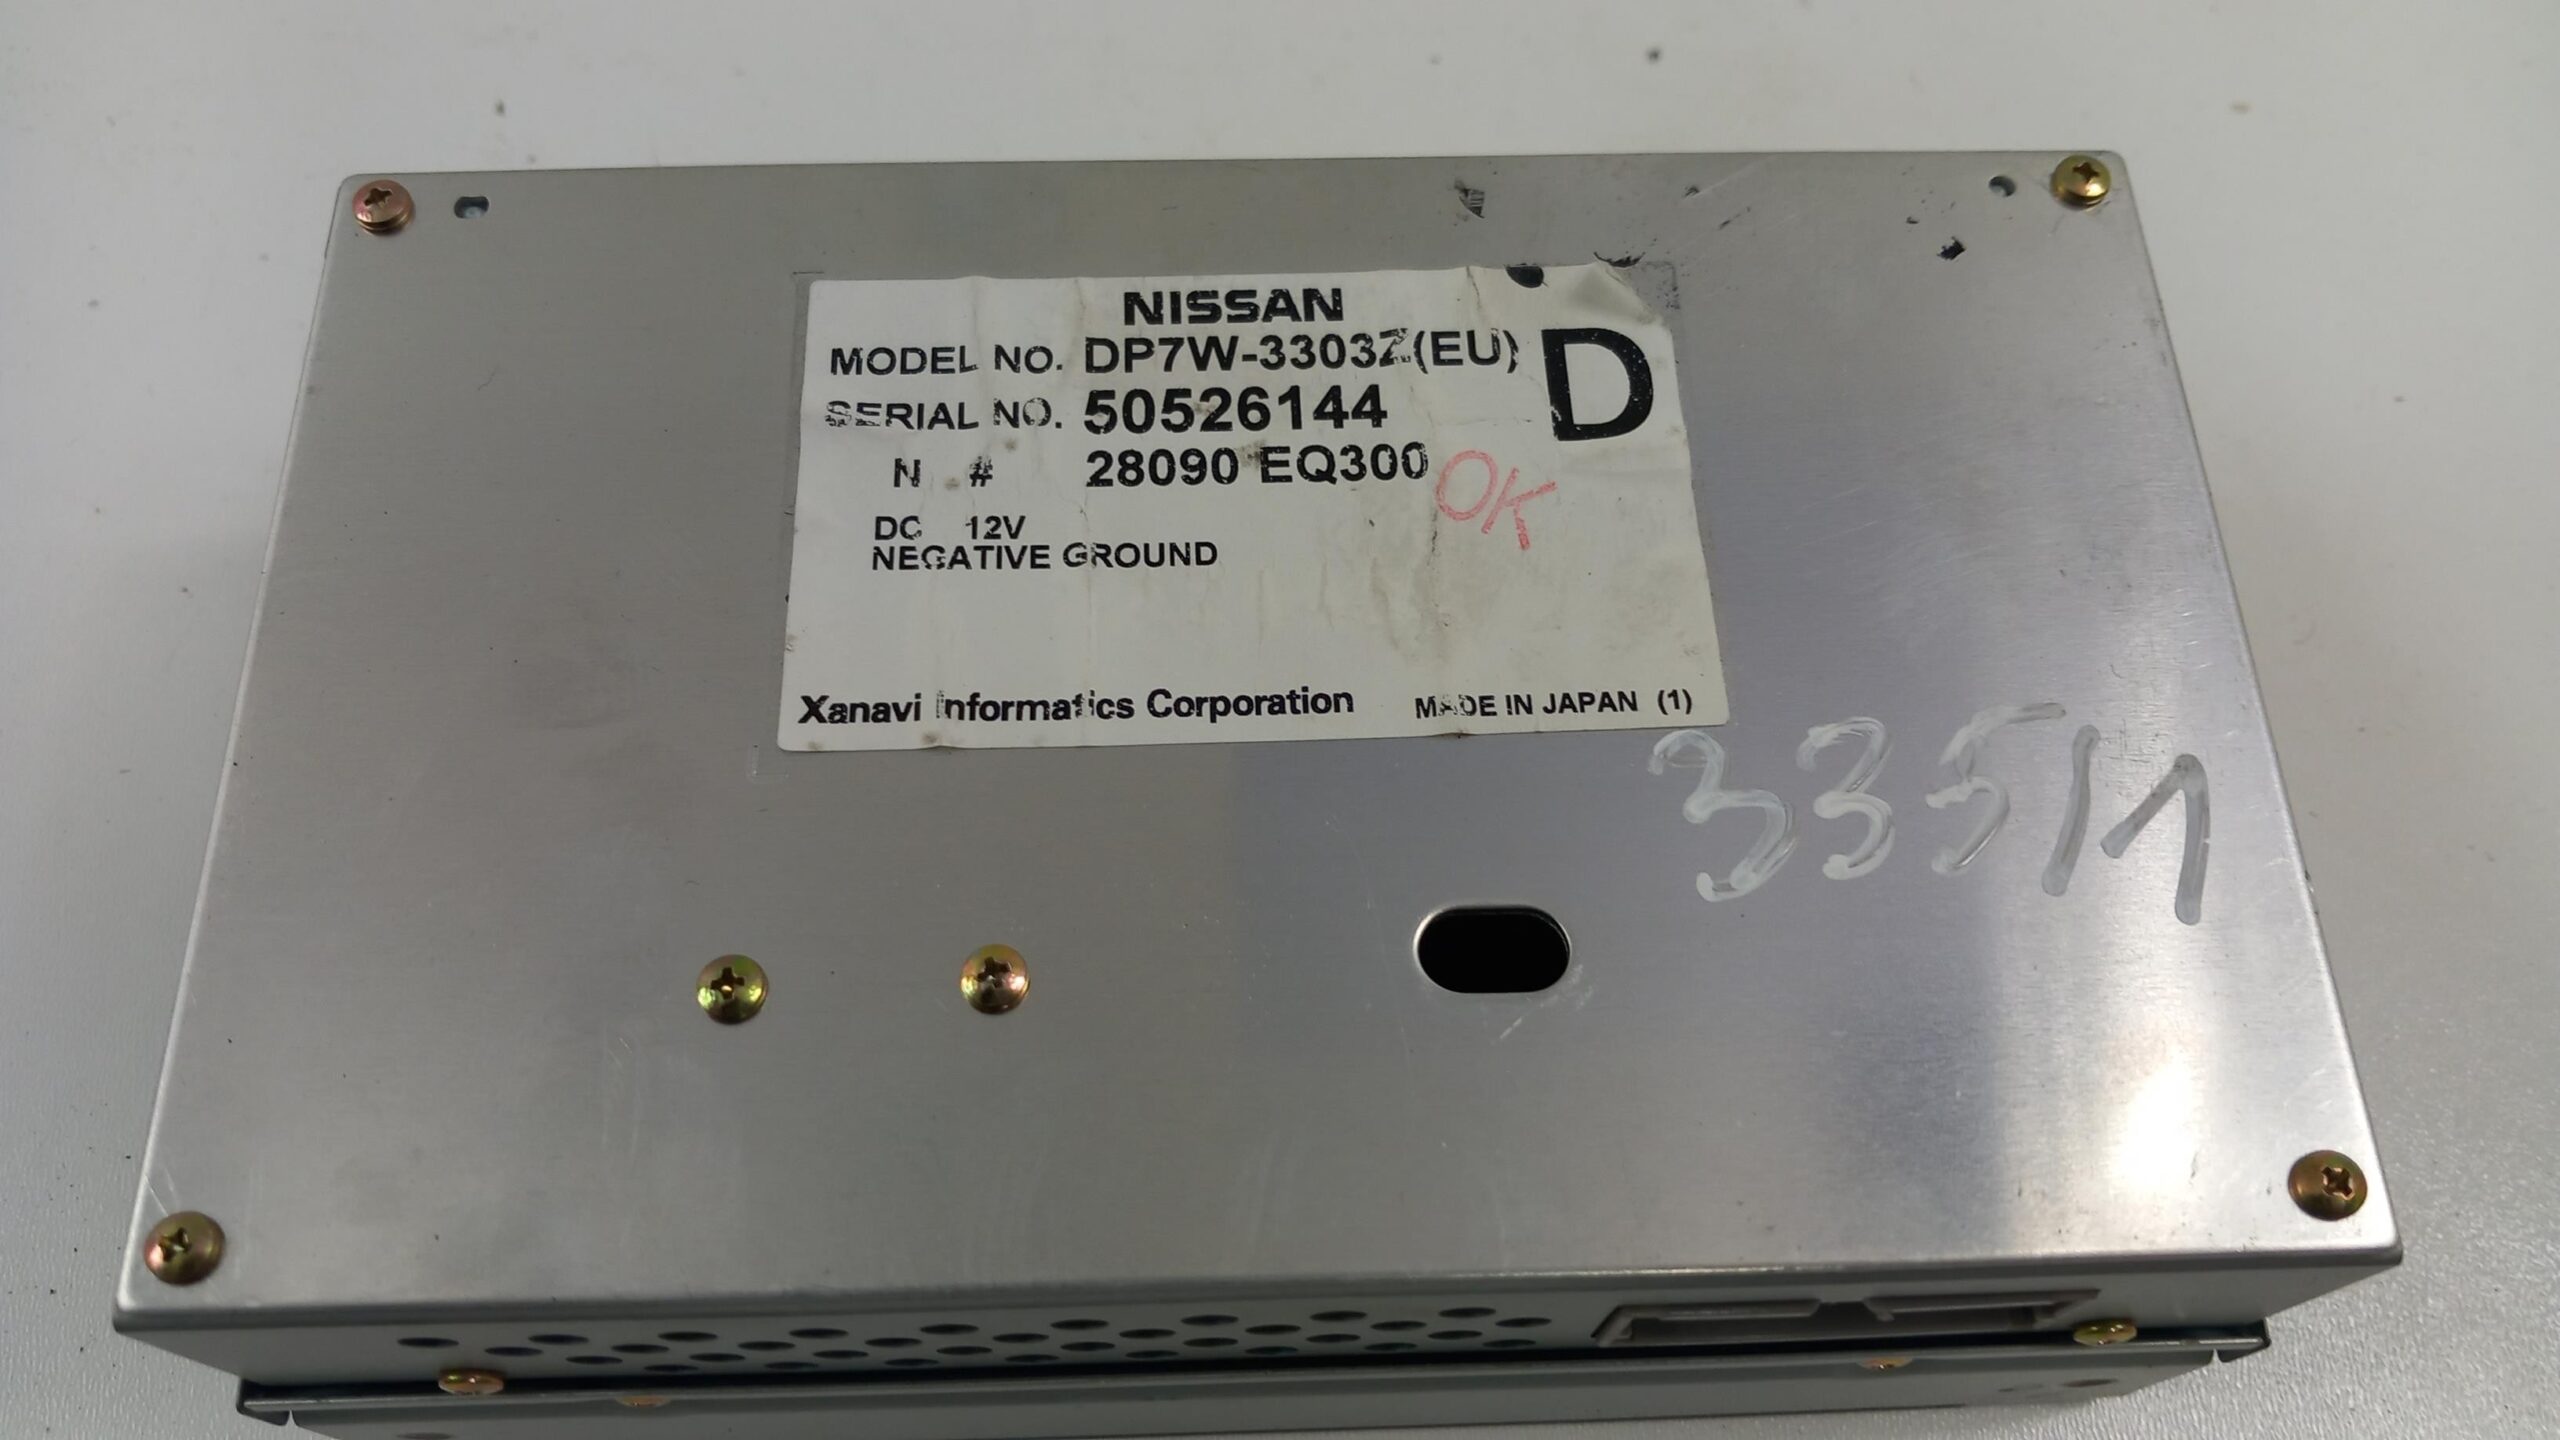 NISSAN
MODEL NO. DP7W-3303Z(EU)
D
SERIAL NO. 50526144
N # 28090 EQ300
OK
DC 12V
NEGATIVE GROUND
Xanavi Informatics Corporation MADE IN JAPAN (1)
335/1